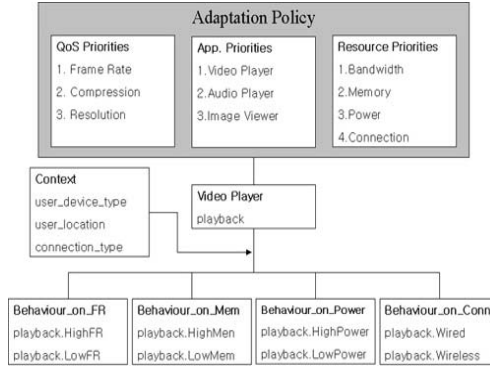 Adaptation Policy
QoS Priorities
1. Frame Rate
2. Compression
3. Resolution
App. Priorities
1.Video Player
2.Audio Player
3.Image Viewer
Resource Priorities
1.Bandwidth
2.Memory
3.Power
4.Connection
Context
user_device_type
user_location
connection_type
Video Player
playback
Behaviour_on_FR
playback.HighFR
playback.LowFR
Behaviour_on_Mem
playback.HighMen
playback.LowMem
Behaviour_on_Power
playback.HighPower
playback.LowPower
Behaviour_on_Conn
playback.Wired
playback.Wireless